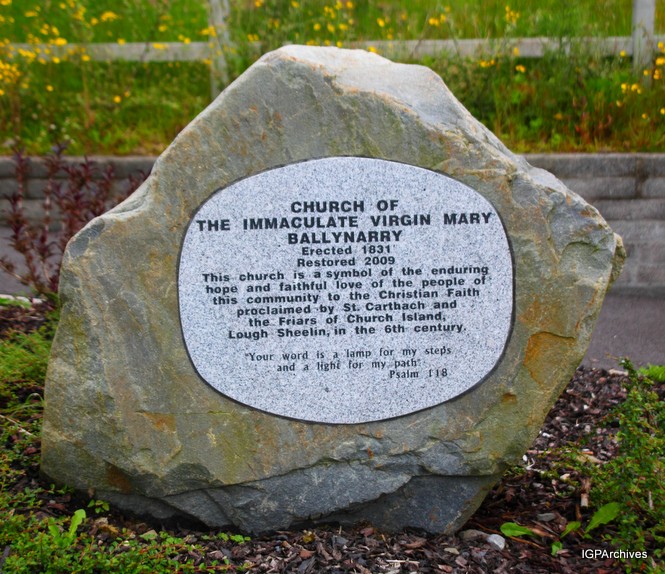 CHURCH OF
THE IMMACULATE VIRGIN MARY
BALLYNARRY
Erected 1831
Restored 2009
This church is a symbol of the enduring
hope and faithful love of the people of
this community to the Christian Faith
proclaimed by St. Carthach and
the Friars of Church Island,
Lough Sheelin, in the 6th century.
"Your word is a lamp for my steps
and a light for my path"
Psalm 118
IGPArchives